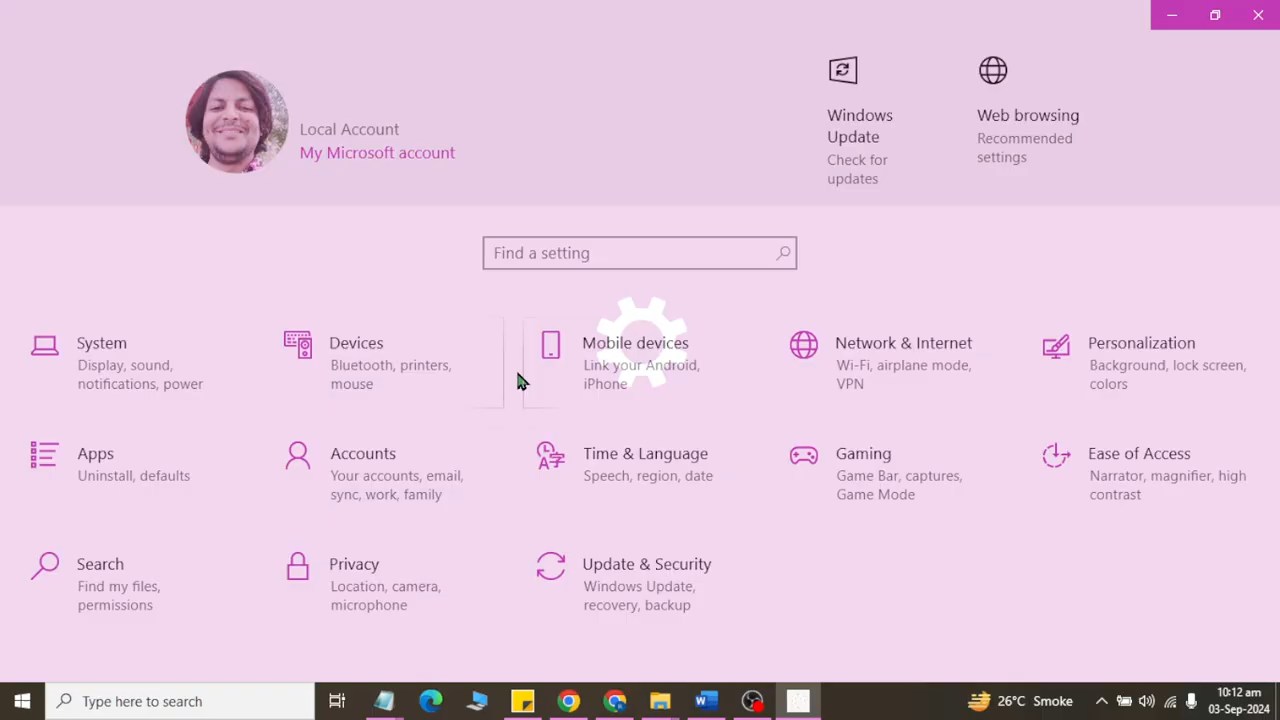 Local Account
My Microsoft account
Windows
Update
Check for
updates
Web browsing
Recommended
settings
Find a setting
System
Display, sound,
notifications, power
Devices
Bluetooth, printers,
mouse
Mobile devices
Link your Android,
iPhone
Network & Internet
Wi-Fi, airplane mode,
VPN
Personalization
Background, lock screen,
colors
Apps
Uninstall, defaults
Accounts
Your accounts, email,
sync, work, family
Time & Language
Speech, region, date
Gaming
Game Bar, captures,
Game Mode
Ease of Access
Narrator, magnifier, high
contrast
Search
Find my files,
permissions
Privacy
Location, camera,
microphone
Update & Security
Windows Update,
recovery, backup
Type here to search
26°C Smoke
10:12 am
03-Sep-2024